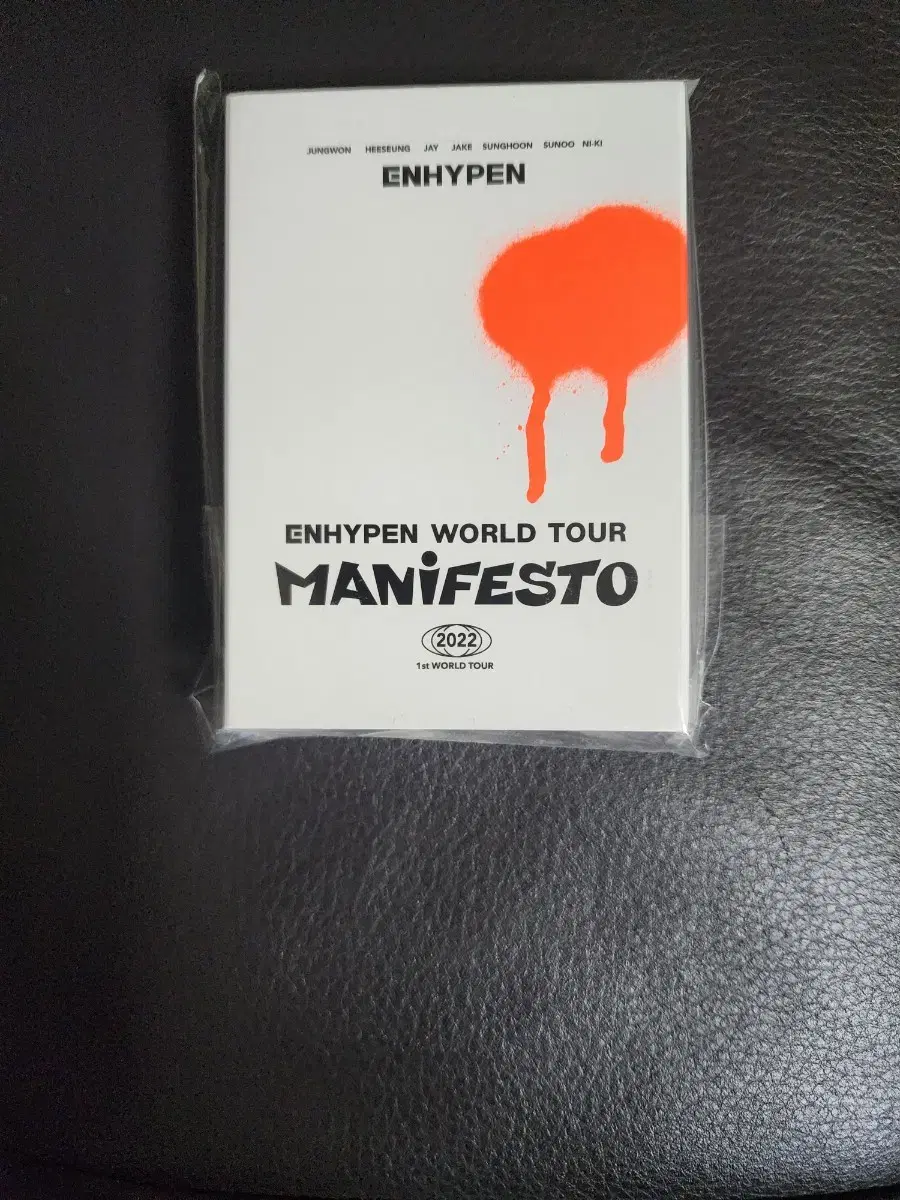 JUNGWON HEESEUNG JAY JAKE SUNGHOON SUNOO NI-KI
ENHYPEN
ENHYPEN WORLD TOUR
MANiFESTO
2022
1st WORLD TOUR